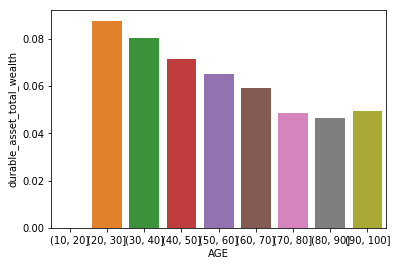 durable_asset_total_wealth
0.08
0.06
0.04
0.02
0.00
(10, 20] (20, 30] (30, 40] (40, 50] (50, 60] (60, 70] (70, 80] (80, 90] (90, 100]
AGE